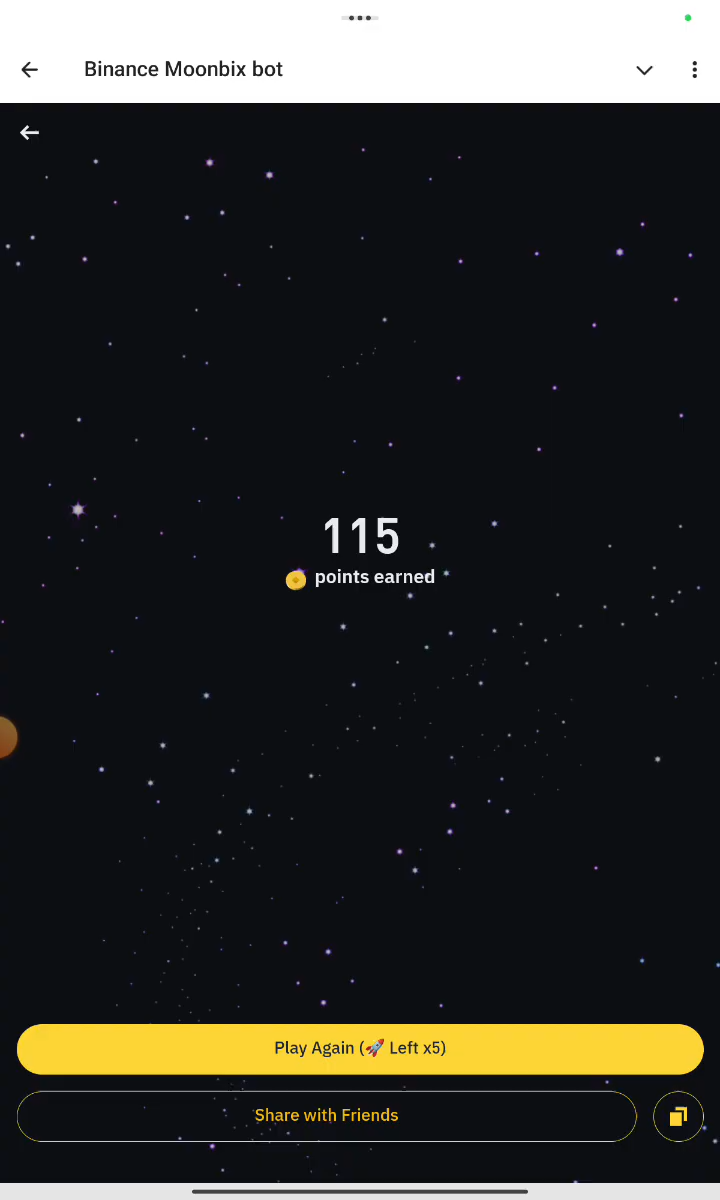 Binance Moonbix bot
115
points earned
Play Again (🚀 Left x5)
Share with Friends